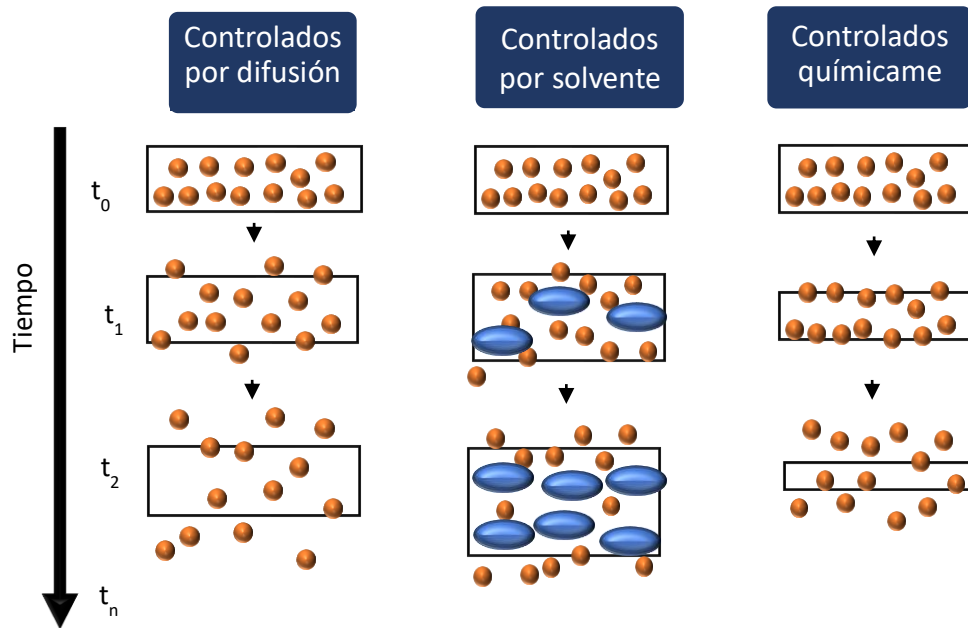 Controlados
por difusión
Controlados
por solvente
Controlados
químicame
Tiempo
t0
t1
t2
tn